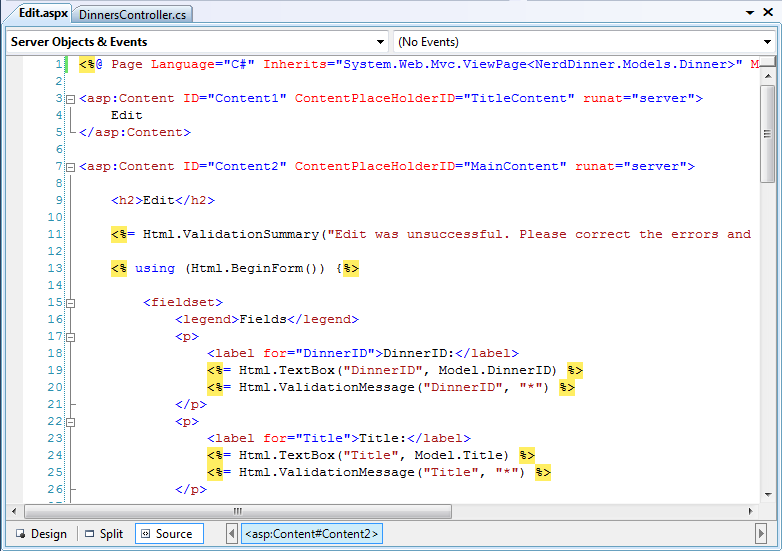 Edit.aspx DinnersController.cs
Server Objects & Events (No Events)
1 <%@ Page Language="C#" Inherits="System.Web.Mvc.ViewPage<NerdDinner.Models.Dinner>" M
2
3 <asp:Content ID="Content1" ContentPlaceHolderID="TitleContent" runat="server">
4 Edit
5 </asp:Content>
6
7 <asp:Content ID="Content2" ContentPlaceHolderID="MainContent" runat="server">
8
9 <h2>Edit</h2>
10
11 <%= Html.ValidationSummary("Edit was unsuccessful. Please correct the errors and
12
13 <% using (Html.BeginForm()) {%>
14
15 <fieldset>
16 <legend>Fields</legend>
17 <p>
18 <label for="DinnerID">DinnerID:</label>
19 <%= Html.TextBox("DinnerID", Model.DinnerID) %>
20 <%= Html.ValidationMessage("DinnerID", "*") %>
21 </p>
22 <p>
23 <label for="Title">Title:</label>
24 <%= Html.TextBox("Title", Model.Title) %>
25 <%= Html.ValidationMessage("Title", "*") %>
26 </p>
Design Split Source <asp:Content#Content2>